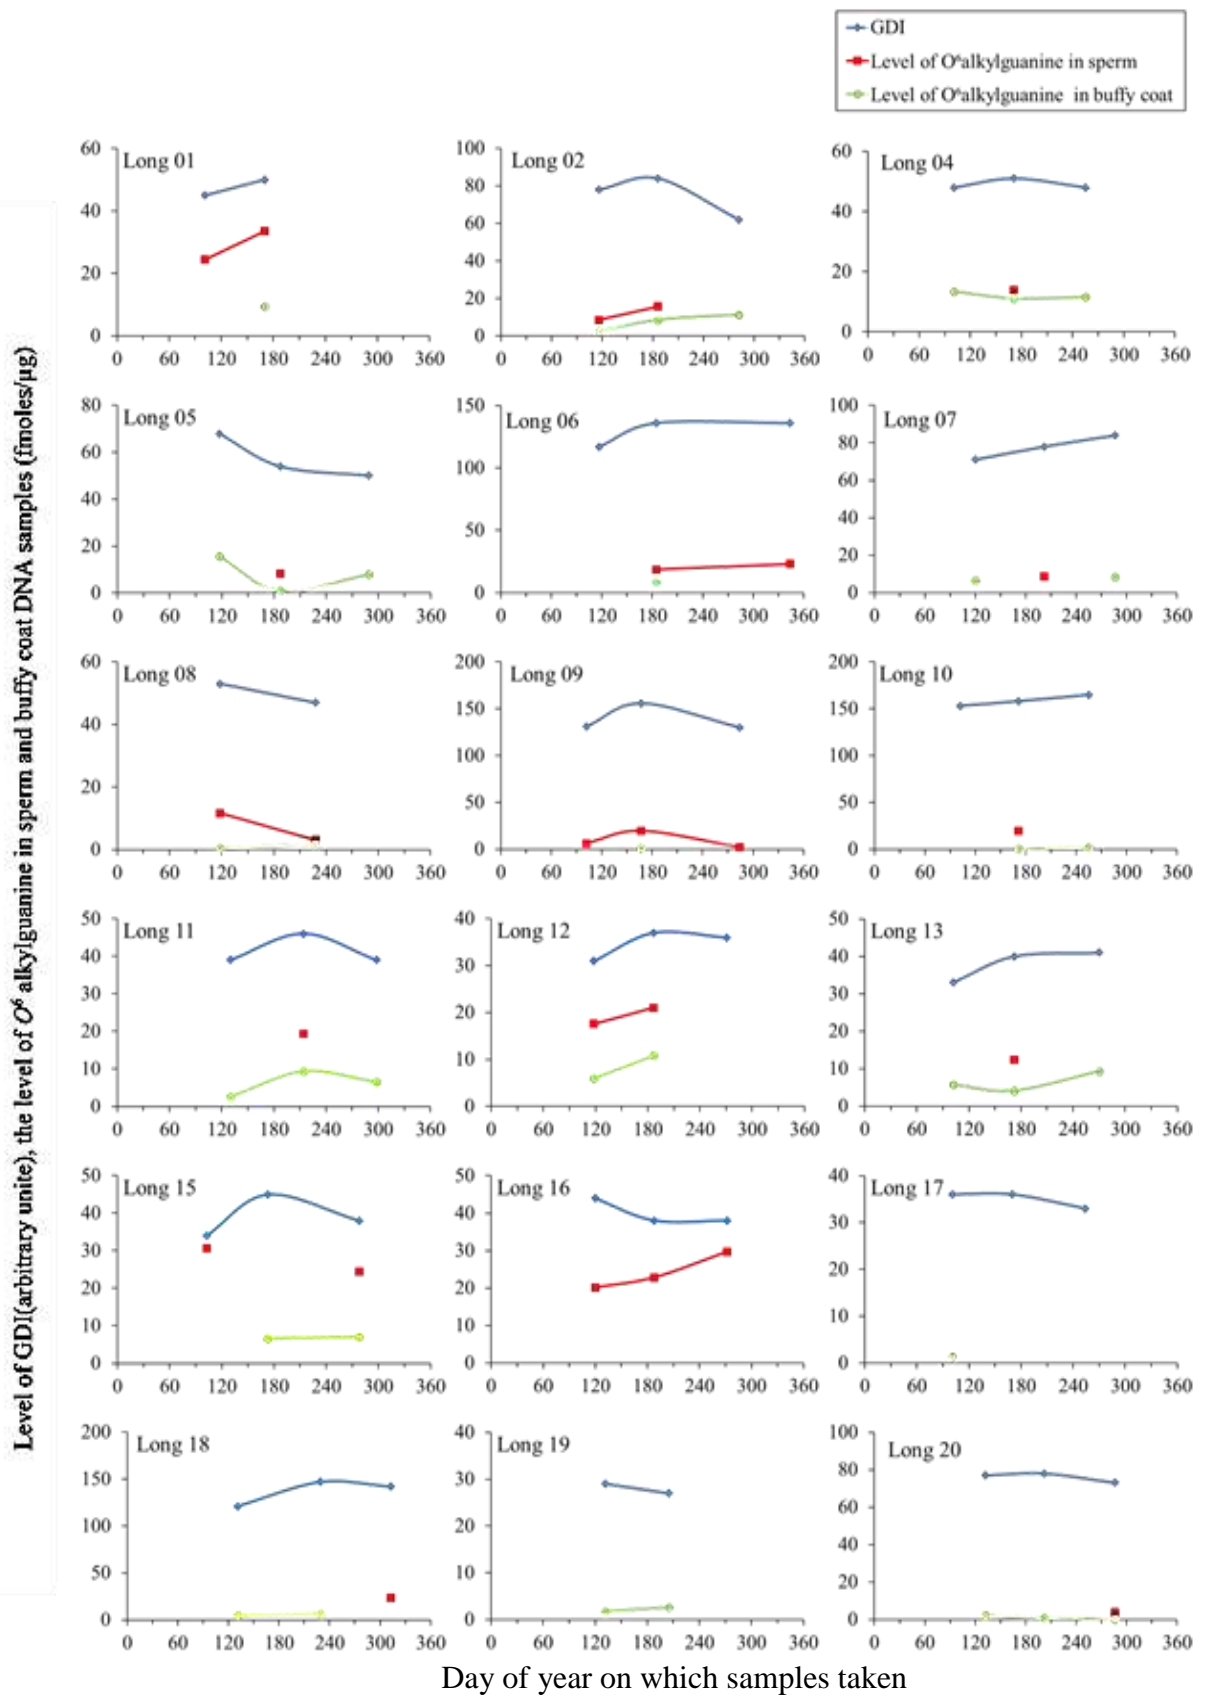 GDI
Level of O⁶alkylguanine in sperm
Level of O⁶alkylguanine in buffy coat
Level of GDI(arbitrary unite), the level of O⁶ alkylguanine in sperm and buffy coat DNA samples (fmoles/µg)
Long 01
60
40
20
0
0 60 120 180 240 300 360
Long 02
100
80
60
40
20
0
0 60 120 180 240 300 360
Long 04
60
40
20
0
0 60 120 180 240 300 360
Long 05
80
60
40
20
0
0 60 120 180 240 300 360
Long 06
150
100
50
0
0 60 120 180 240 300 360
Long 07
100
80
60
40
20
0
0 60 120 180 240 300 360
Long 08
60
40
20
0
0 60 120 180 240 300 360
Long 09
200
150
100
50
0
0 60 120 180 240 300 360
Long 10
200
150
100
50
0
0 60 120 180 240 300 360
Long 11
50
40
30
20
10
0
0 60 120 180 240 300 360
Long 12
40
30
20
10
0
0 60 120 180 240 300 360
Long 13
50
40
30
20
10
0
0 60 120 180 240 300 360
Long 15
50
40
30
20
10
0
0 60 120 180 240 300 360
Long 16
50
40
30
20
10
0
0 60 120 180 240 300 360
Long 17
40
30
20
10
0
0 60 120 180 240 300 360
Long 18
200
150
100
50
0
0 60 120 180 240 300 360
Long 19
40
30
20
10
0
0 60 120 180 240 300 360
Long 20
100
80
60
40
20
0
0 60 120 180 240 300 360
Day of year on which samples taken